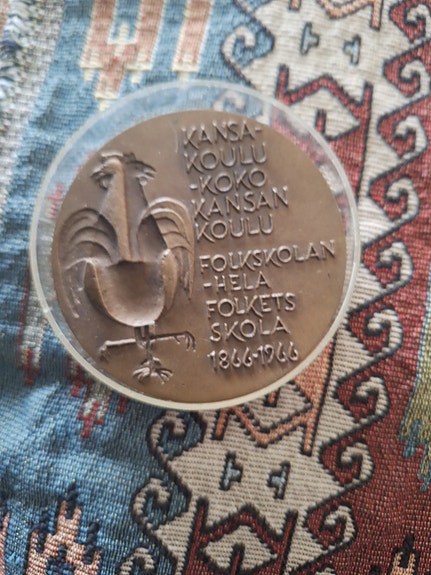 KANSA-
KOULU
-KOKO
KANSAN
KOULU
FOLKSKOLAN
-HELA
FOLKETS
SKOLA
1866-1966